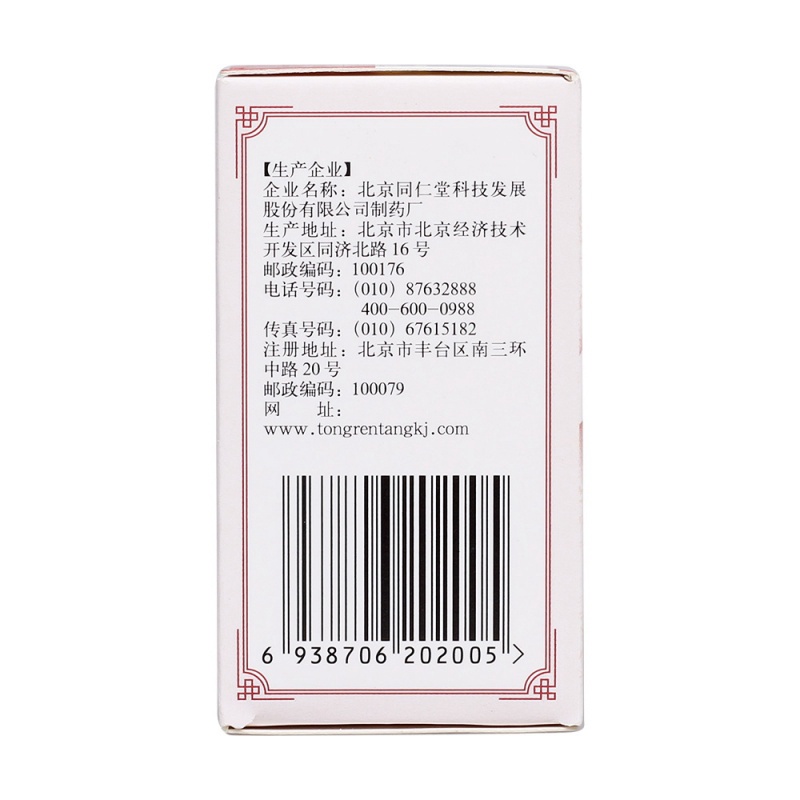 【生产企业】
企业名称：北京同仁堂科技发展
股份有限公司制药厂
生产地址：北京市北京经济技术
开发区同济北路16号
邮政编码：100176
电话号码：（010）87632888
400—600—0988
传真号码：（010）67615182
注册地址：北京市丰台区南三环
中路20号
邮政编码：100079
网 址：
www.tongrentangkj.com
6 938706 202005 >